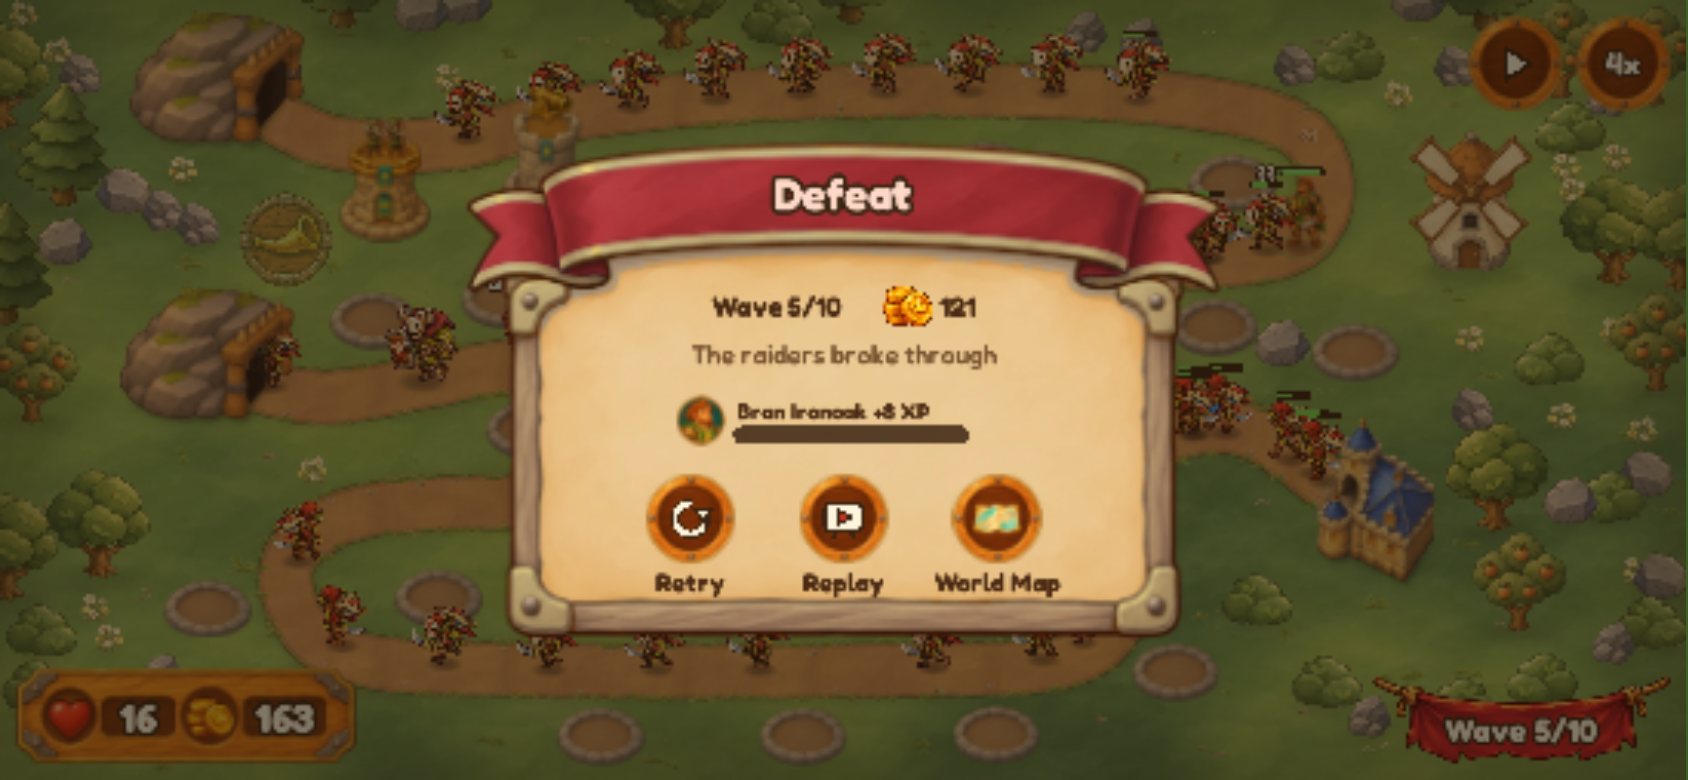 4x
Defeat
Wave 5/10 121
The raiders broke through
Bran Ironoak +8 XP
Retry Replay World Map
16 163
Wave 5/10